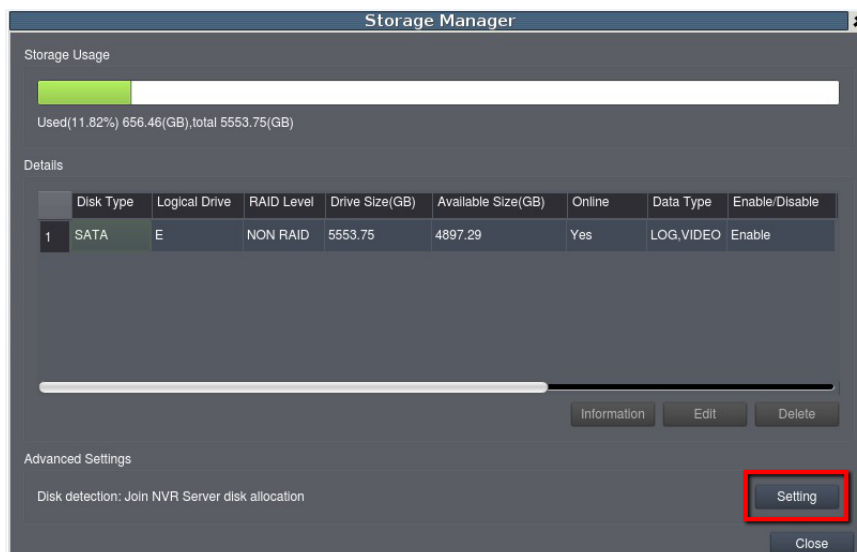 Storage Manager
Storage Usage
Used(11.82%) 656.46(GB),total 5553.75(GB)
Details
Disk Type Logical Drive RAID Level Drive Size(GB) Available Size(GB) Online Data Type Enable/Disable
1 SATA E NON RAID 5553.75 4897.29 Yes LOG,VIDEO Enable
Information Edit Delete
Advanced Settings
Disk detection: Join NVR Server disk allocation Setting
Close